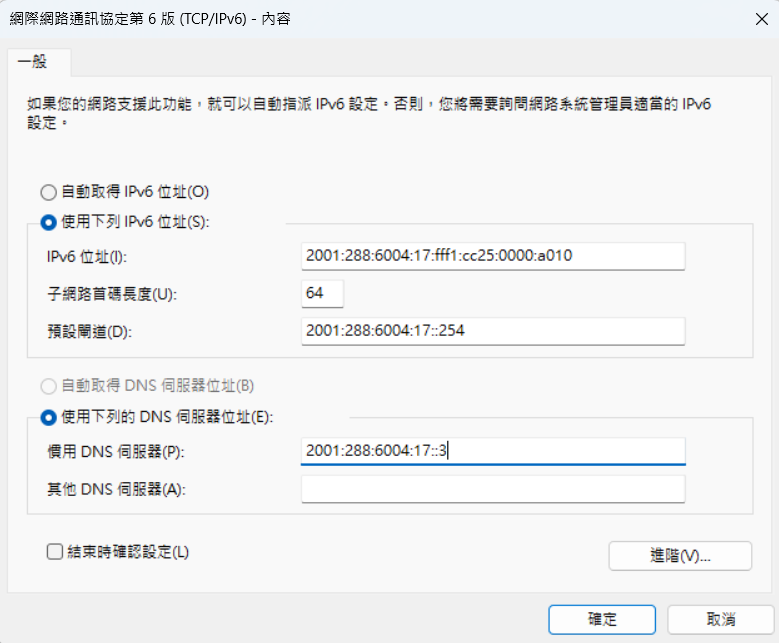 網際網路通訊協定第 6 版 (TCP/IPv6) - 內容
一般
如果您的網路支援此功能，就可以自動指派 IPv6 設定。否則，您將需要詢問網路系統管理員適當的 IPv6
設定。
自動取得 IPv6 位址(O)
使用下列 IPv6 位址(S):
IPv6 位址(I):
2001:288:6004:17:fff1:cc25:0000:a010
子網路首碼長度(U):
64
預設閘道(D):
2001:288:6004:17::254
自動取得 DNS 伺服器位址(B)
使用下列的 DNS 伺服器位址(E):
慣用 DNS 伺服器(P):
2001:288:6004:17::3
其他 DNS 伺服器(A):
結束時確認設定(L)
進階(V)...
確定
取消